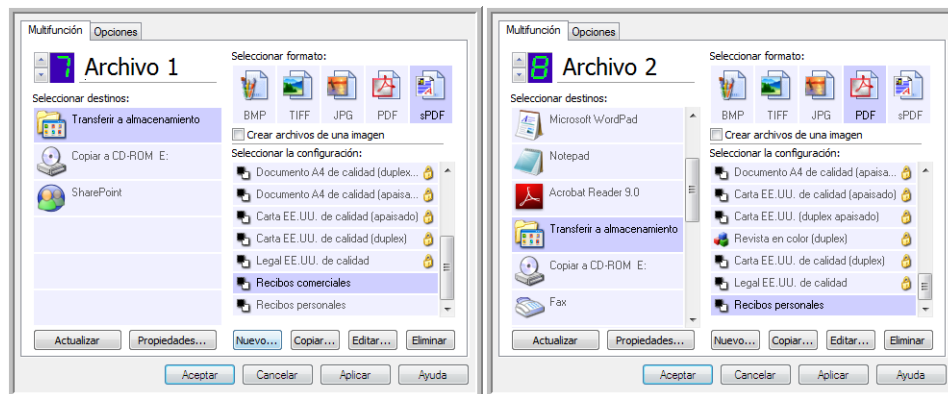 Multifunción Opciones
7 Archivo 1
Seleccionar destinos:
Transferir a almacenamiento
Copiar a CD-ROM E:
SharePoint
Actualizar Propiedades...
Seleccionar formato:
BMP TIFF JPG PDF sPDF
Crear archivos de una imagen
Seleccionar la configuración:
Documento A4 de calidad (duplex...
Documento A4 de calidad (apaisa...
Carta EE.UU. de calidad (apaisado)
Carta EE.UU. de calidad (duplex)
Legal EE.UU. de calidad
Recibos comerciales
Recibos personales
Nuevo... Copiar... Editar... Eliminar
Aceptar Cancelar Aplicar Ayuda
Multifunción Opciones
8 Archivo 2
Seleccionar destinos:
Microsoft WordPad
Notepad
Acrobat Reader 9.0
Transferir a almacenamiento
Copiar a CD-ROM E:
Fax
Actualizar Propiedades...
Seleccionar formato:
BMP TIFF JPG PDF sPDF
Crear archivos de una imagen
Seleccionar la configuración:
Documento A4 de calidad (apaisa...
Carta EE.UU. de calidad (apaisado)
Carta EE.UU. (duplex apaisado)
Revista en color (duplex)
Carta EE.UU. de calidad (duplex)
Legal EE.UU. de calidad
Recibos personales
Nuevo... Copiar... Editar... Eliminar
Aceptar Cancelar Aplicar Ayuda